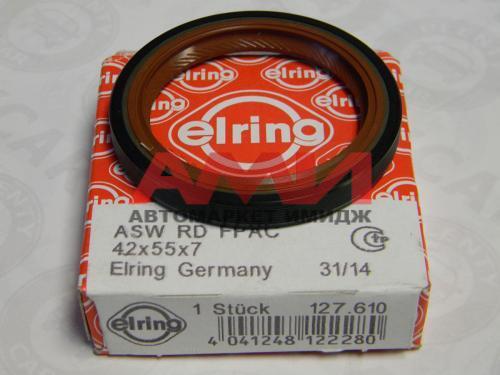 elring
АМИ
АВТОМАРКЕТ ИМИДЖ
ASW RD FPAC
42x55x7
Elring Germany 31/14
elring
1 Stück 127.610
4 041248 122280